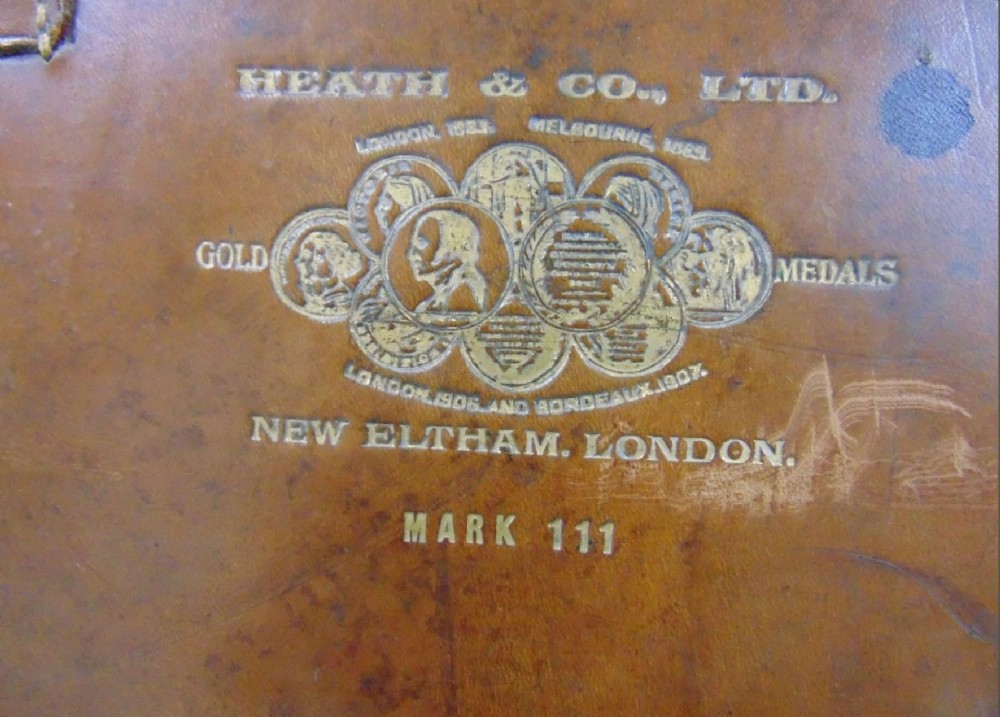 HEATH & CO., LTD.
LONDON, 1883. MELBOURNE, 1883.
GOLD MEDALS
LONDON, 1906. AND BORDEAUX. 1907.
NEW ELTHAM. LONDON.
MARK 111